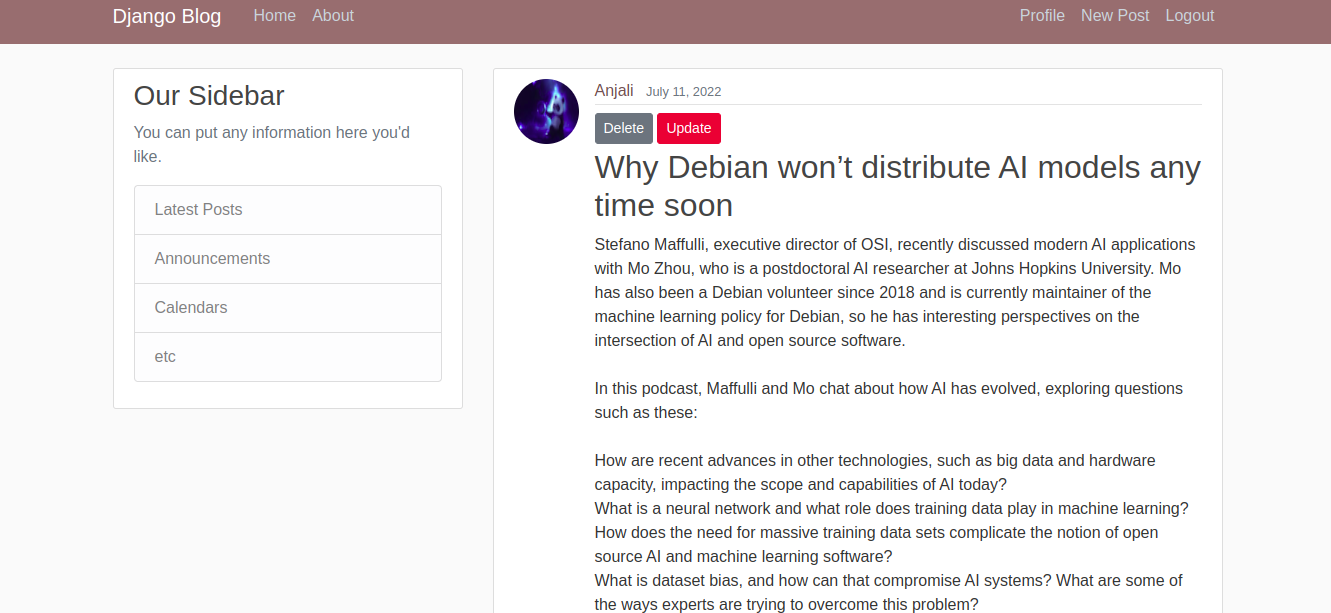 Django Blog Home About Profile New Post Logout
Our Sidebar
You can put any information here you'd
like.
Latest Posts
Announcements
Calendars
etc
Anjali July 11, 2022
Delete Update
Why Debian won’t distribute AI models any
time soon
Stefano Maffulli, executive director of OSI, recently discussed modern AI applications
with Mo Zhou, who is a postdoctoral AI researcher at Johns Hopkins University. Mo
has also been a Debian volunteer since 2018 and is currently maintainer of the
machine learning policy for Debian, so he has interesting perspectives on the
intersection of AI and open source software.
In this podcast, Maffulli and Mo chat about how AI has evolved, exploring questions
such as these:
How are recent advances in other technologies, such as big data and hardware
capacity, impacting the scope and capabilities of AI today?
What is a neural network and what role does training data play in machine learning?
How does the need for massive training data sets complicate the notion of open
source AI and machine learning software?
What is dataset bias, and how can that compromise AI systems? What are some of
the ways experts are trying to overcome this problem?